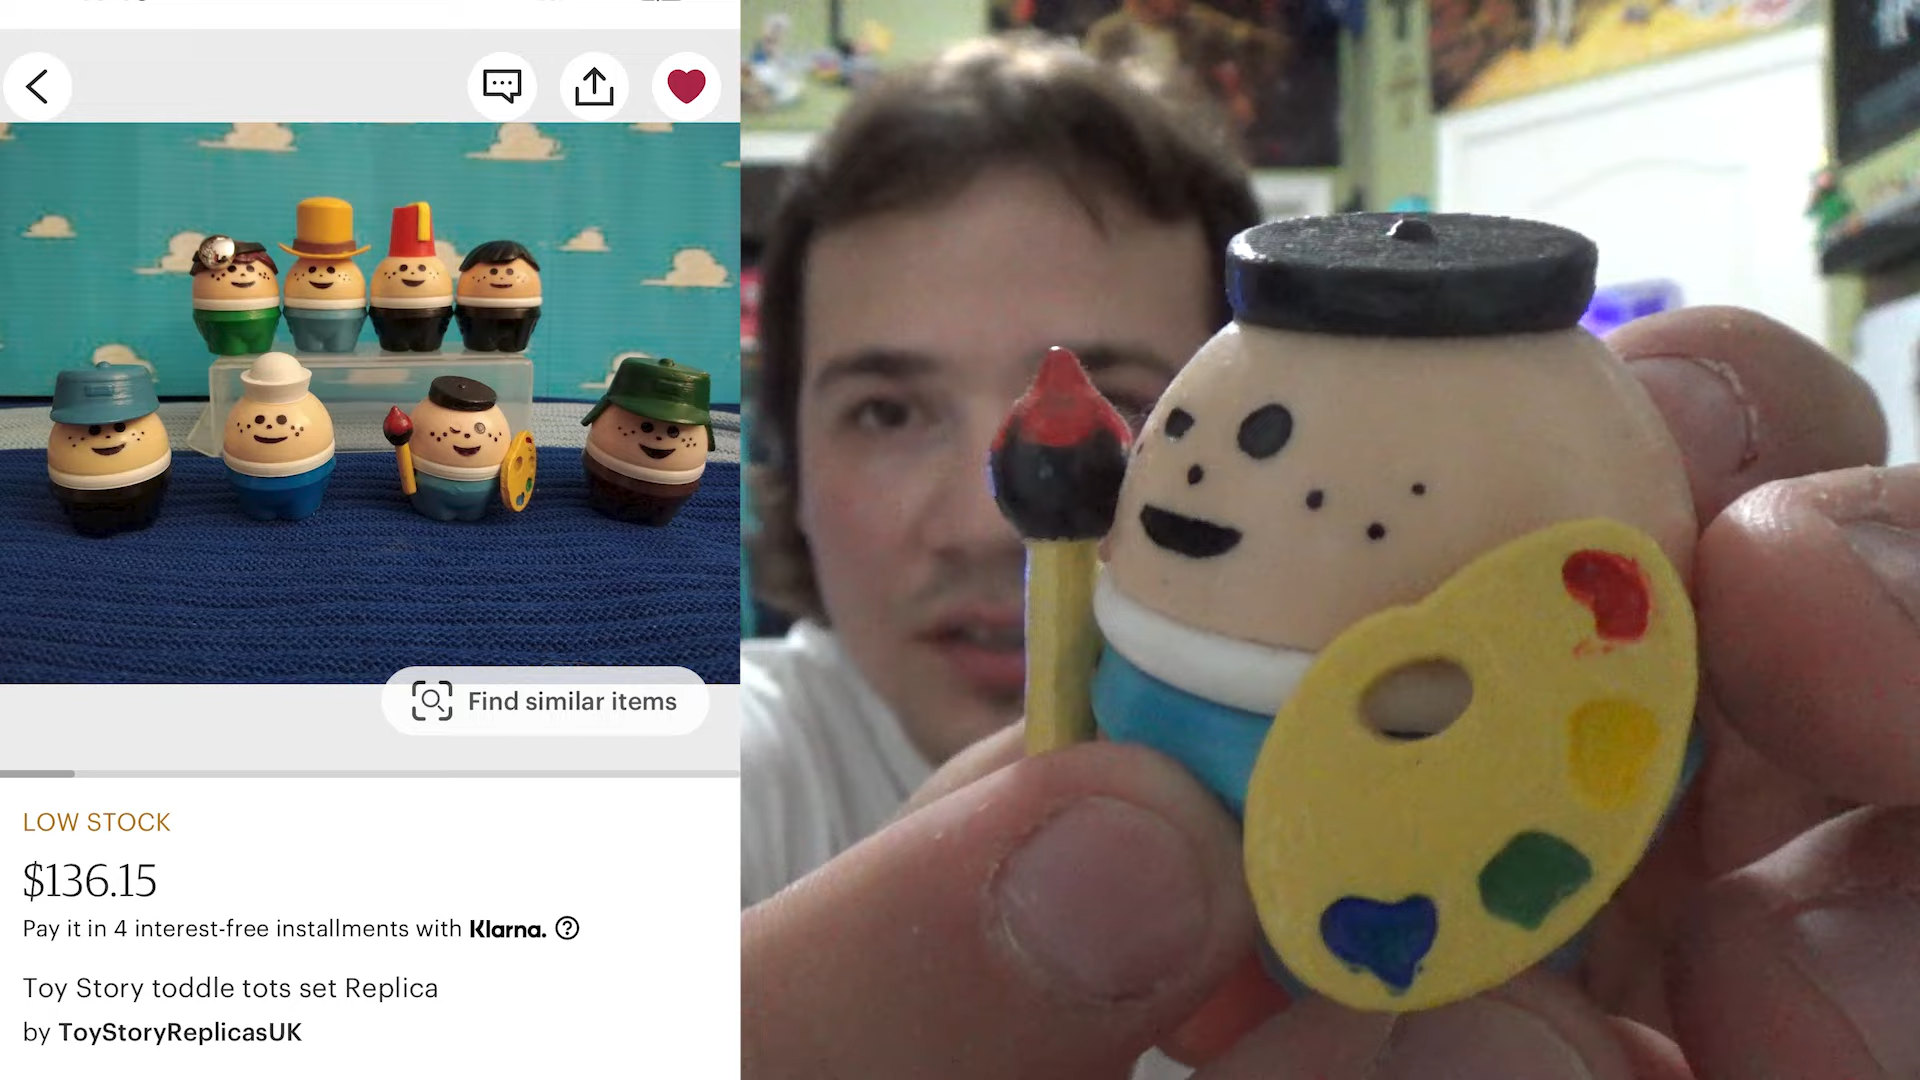 Find similar items
LOW STOCK
$136.15
Pay it in 4 interest-free installments with Klarna. ?
Toy Story toddle tots set Replica
by ToyStoryReplicasUK